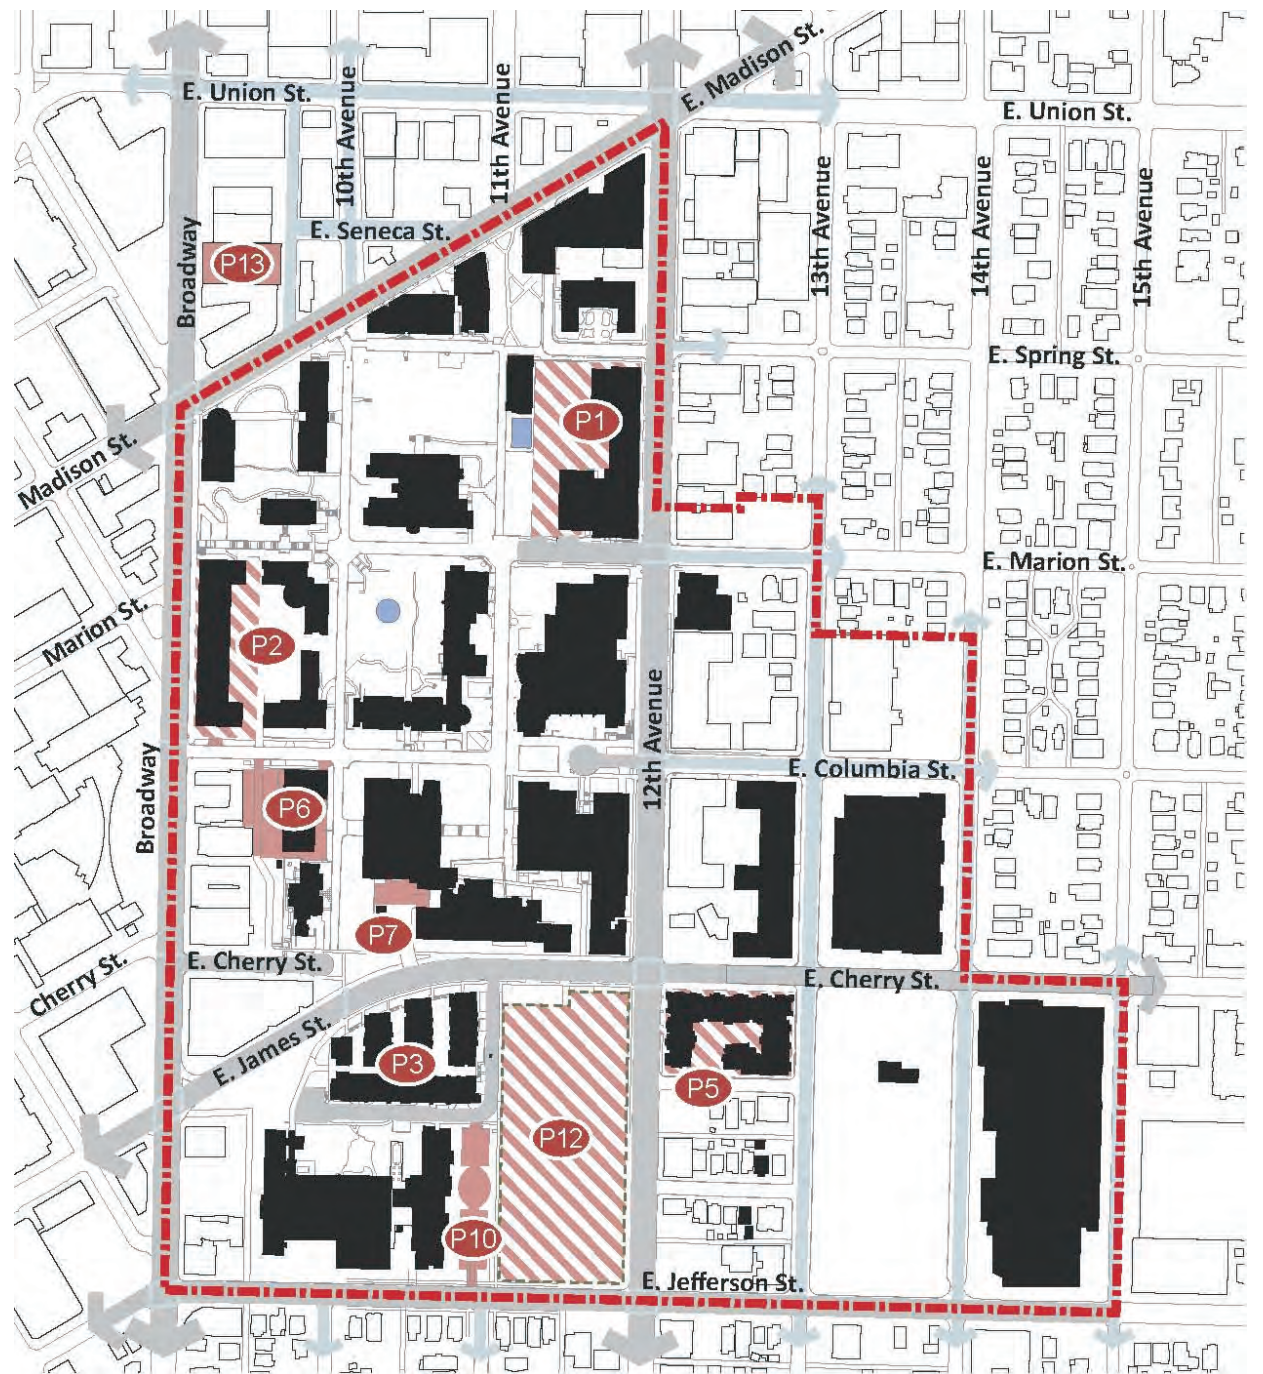 E. Madison St.
E. Union St.
E. Union St.
10th Avenue
11th Avenue
13th Avenue
14th Avenue
15th Avenue
E. Seneca St.
Broadway
P13
E. Spring St.
P1
Madison St.
E. Marion St.
Marion St.
P2
12th Avenue
E. Columbia St.
Broadway
P6
P7
E. Cherry St.
Cherry St.
E. Cherry St.
E. James St.
P3
P5
P12
P10
E. Jefferson St.